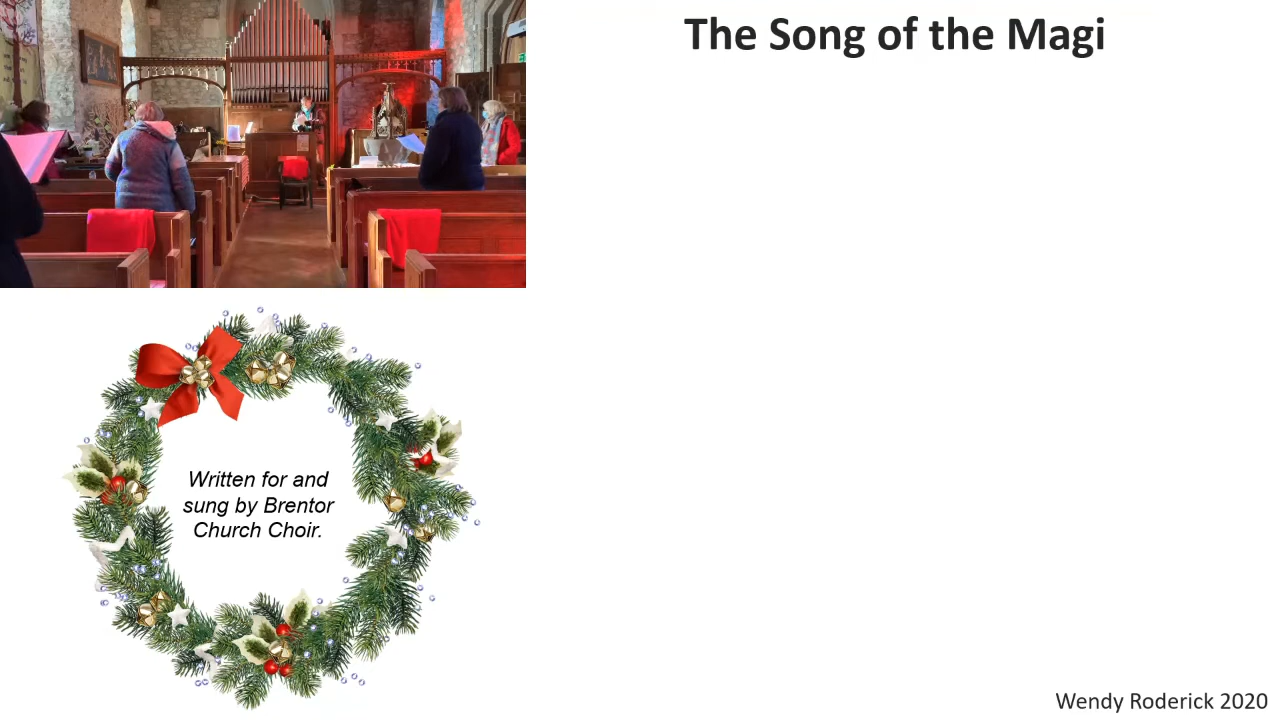 The Song of the Magi
Written for and
sung by Brentor
Church Choir.
Wendy Roderick 2020